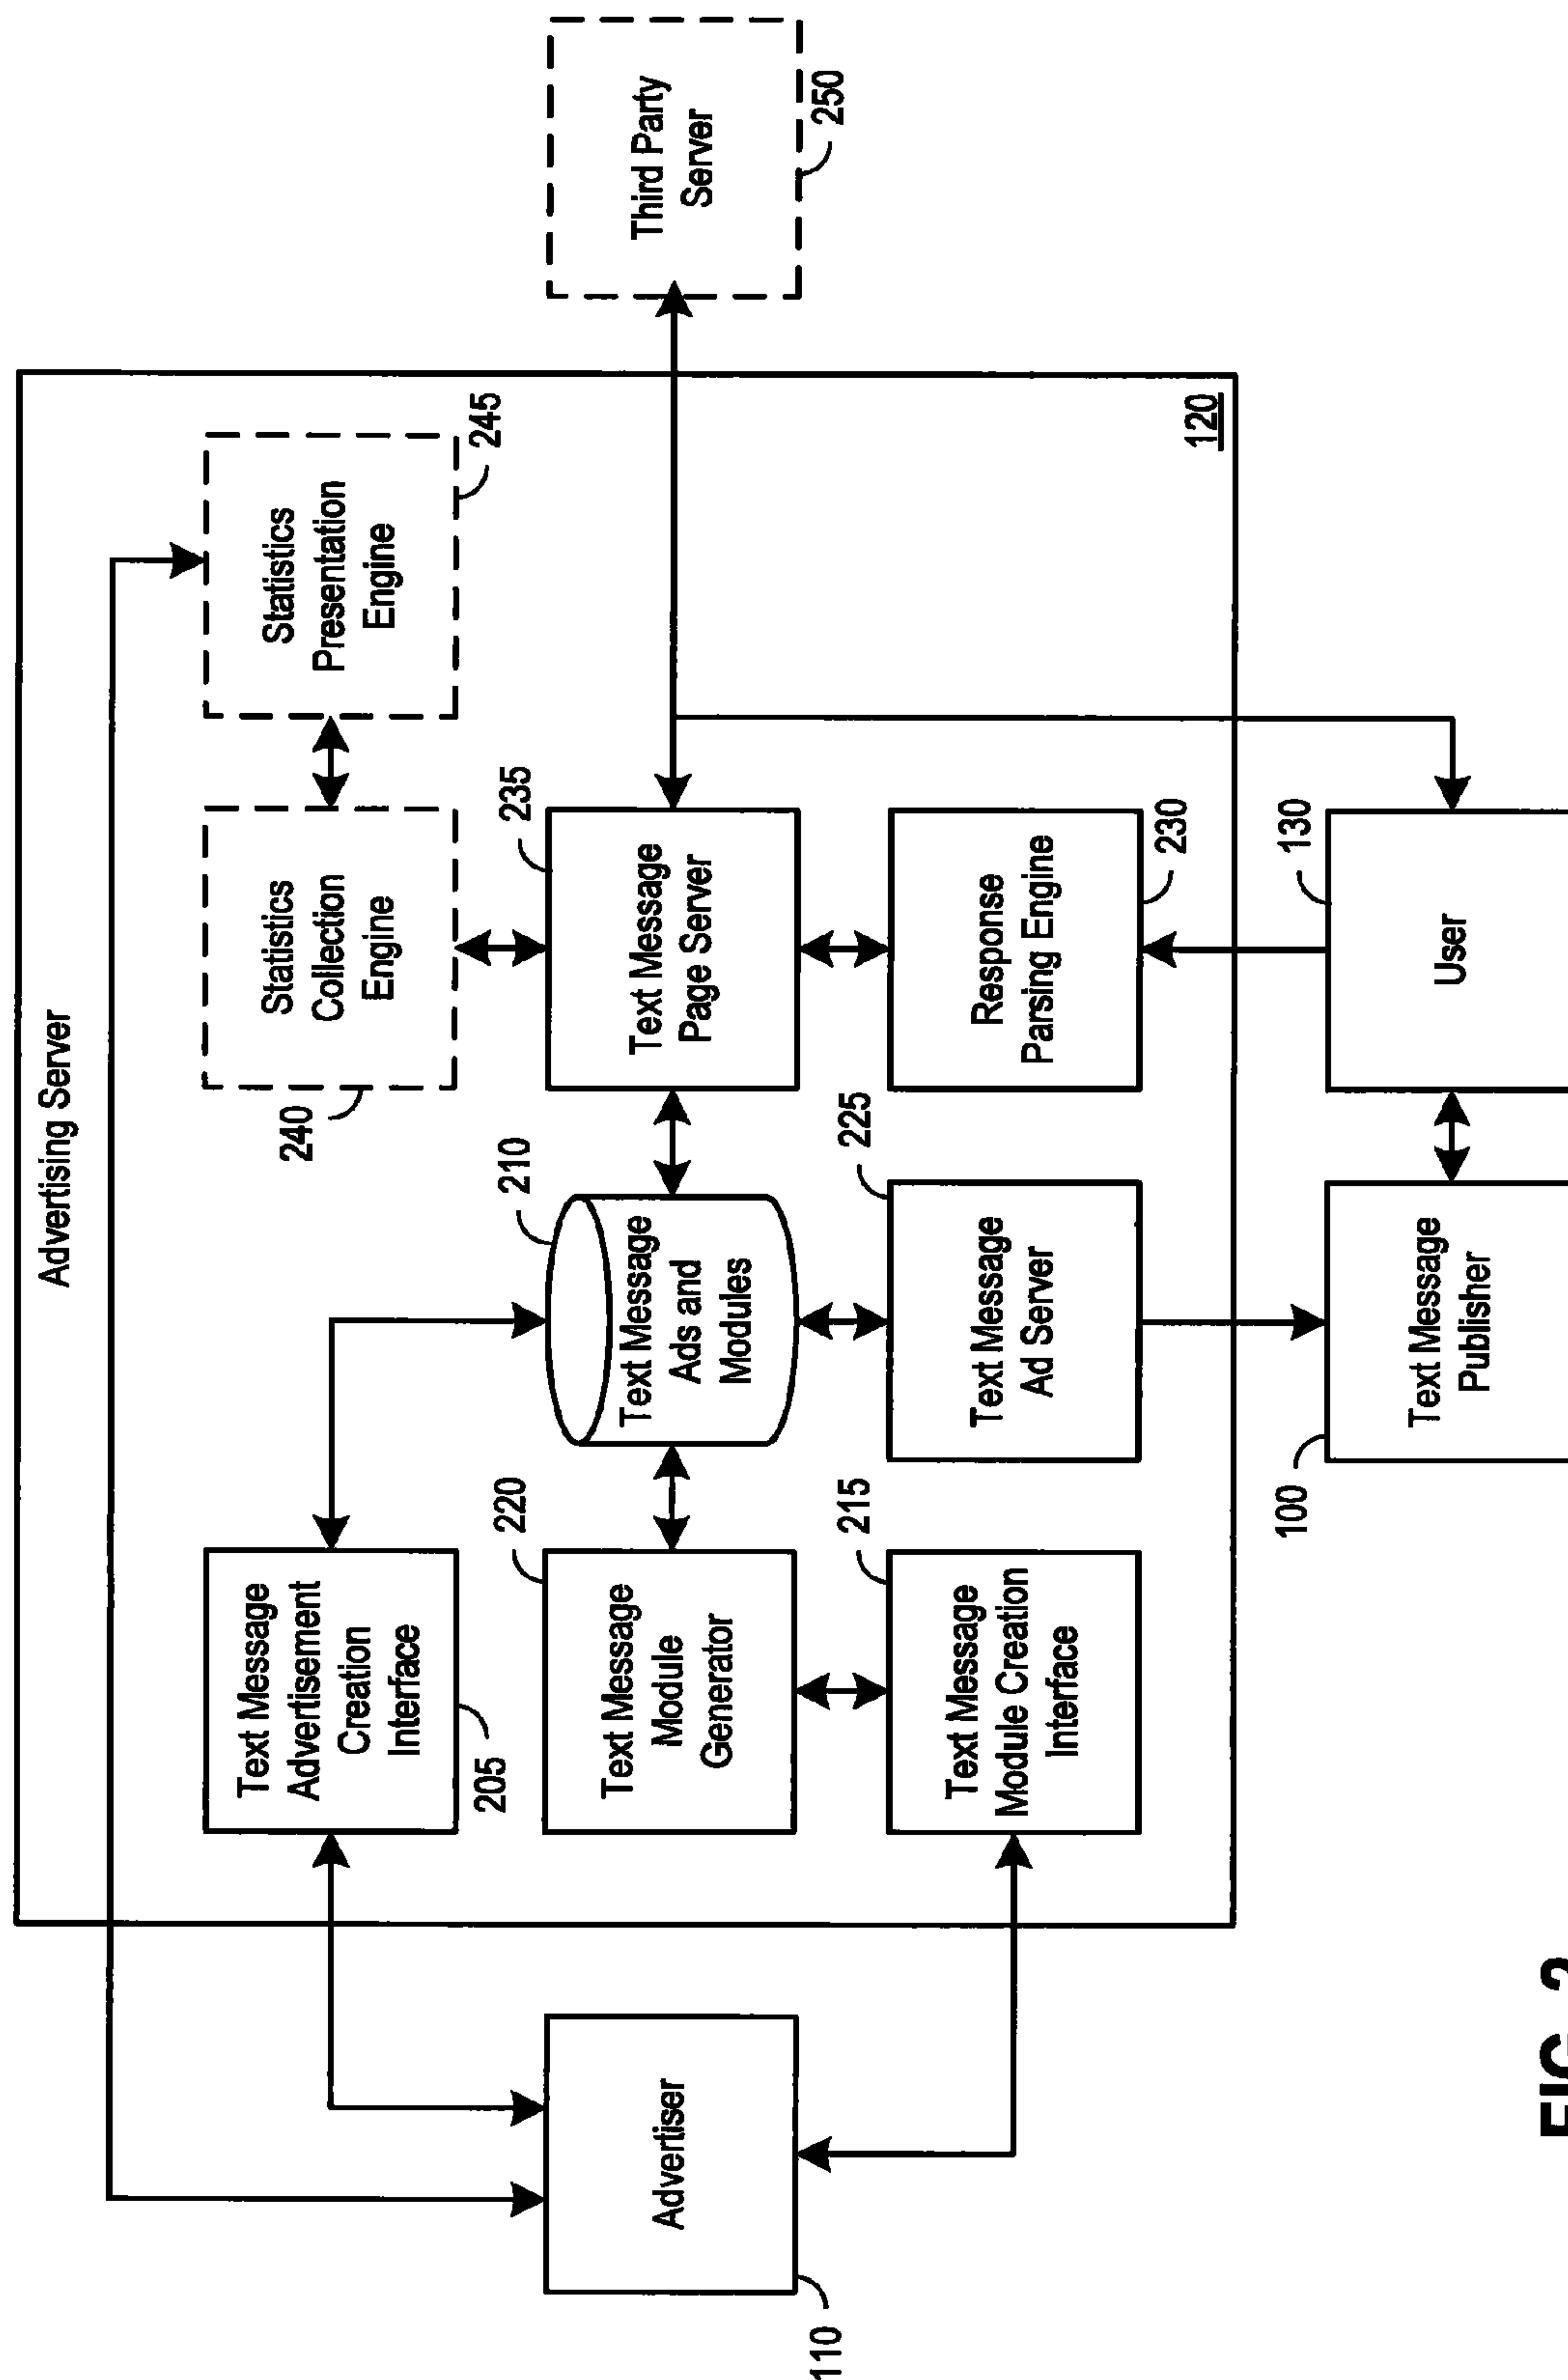 Advertising Server
Text Message
Advertisement
Creation
Interface
205
Statistics
Collection
Engine
240
Statistics
Presentation
Engine
245
110
Advertiser
220
Text Message
Module
Generator
210
Text Message
Ads and
Modules
235
Text Message
Page Server
Third Party
Server
250
215
Text Message
Module Creation
Interface
225
Text Message
Ad Server
Response
Parsing Engine
230
120
100
Text Message
Publisher
130
User
FIG. 2